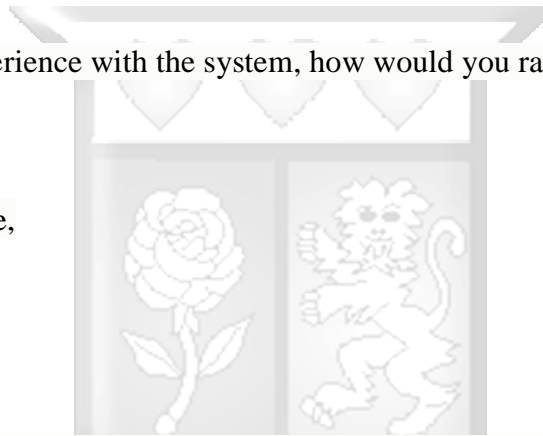 erience with the system, how would you ra
e,